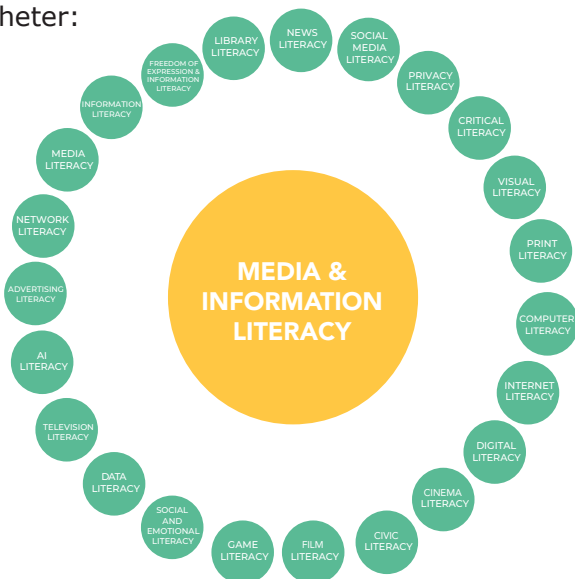 heter:
NEWS
LITERACY
SOCIAL
MEDIA
LITERACY
PRIVACY
LITERACY
CRITICAL
LITERACY
VISUAL
LITERACY
PRINT
LITERACY
COMPUTER
LITERACY
INTERNET
LITERACY
DIGITAL
LITERACY
CINEMA
LITERACY
CIVIC
LITERACY
FILM
LITERACY
GAME
LITERACY
SOCIAL
AND
EMOTIONAL
LITERACY
DATA
LITERACY
TELEVISION
LITERACY
AI
LITERACY
ADVERTISING
LITERACY
NETWORK
LITERACY
MEDIA
LITERACY
INFORMATION
LITERACY
FREEDOM OF
EXPRESSION &
INFORMATION
LITERACY
LIBRARY
LITERACY
MEDIA &
INFORMATION
LITERACY